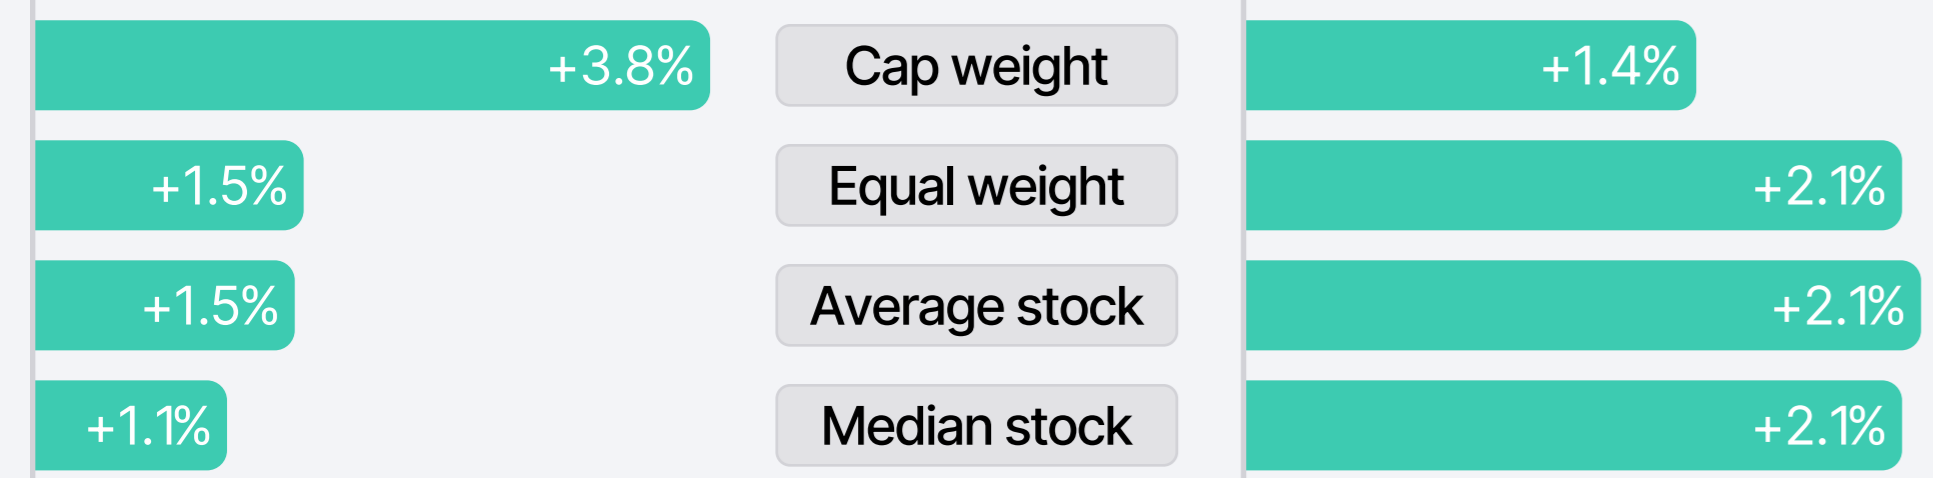 +3.8% Cap weight +1.4%
+1.5% Equal weight +2.1%
+1.5% Average stock +2.1%
+1.1% Median stock +2.1%